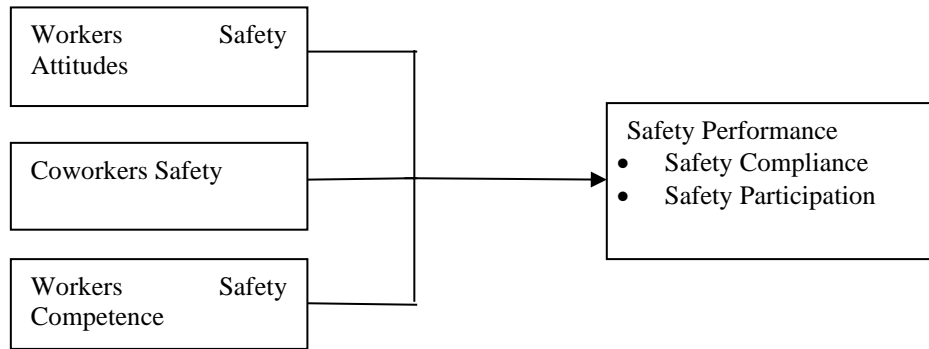 Workers Safety
Attitudes
Coworkers Safety
Workers Safety
Competence
Safety Performance
• Safety Compliance
• Safety Participation